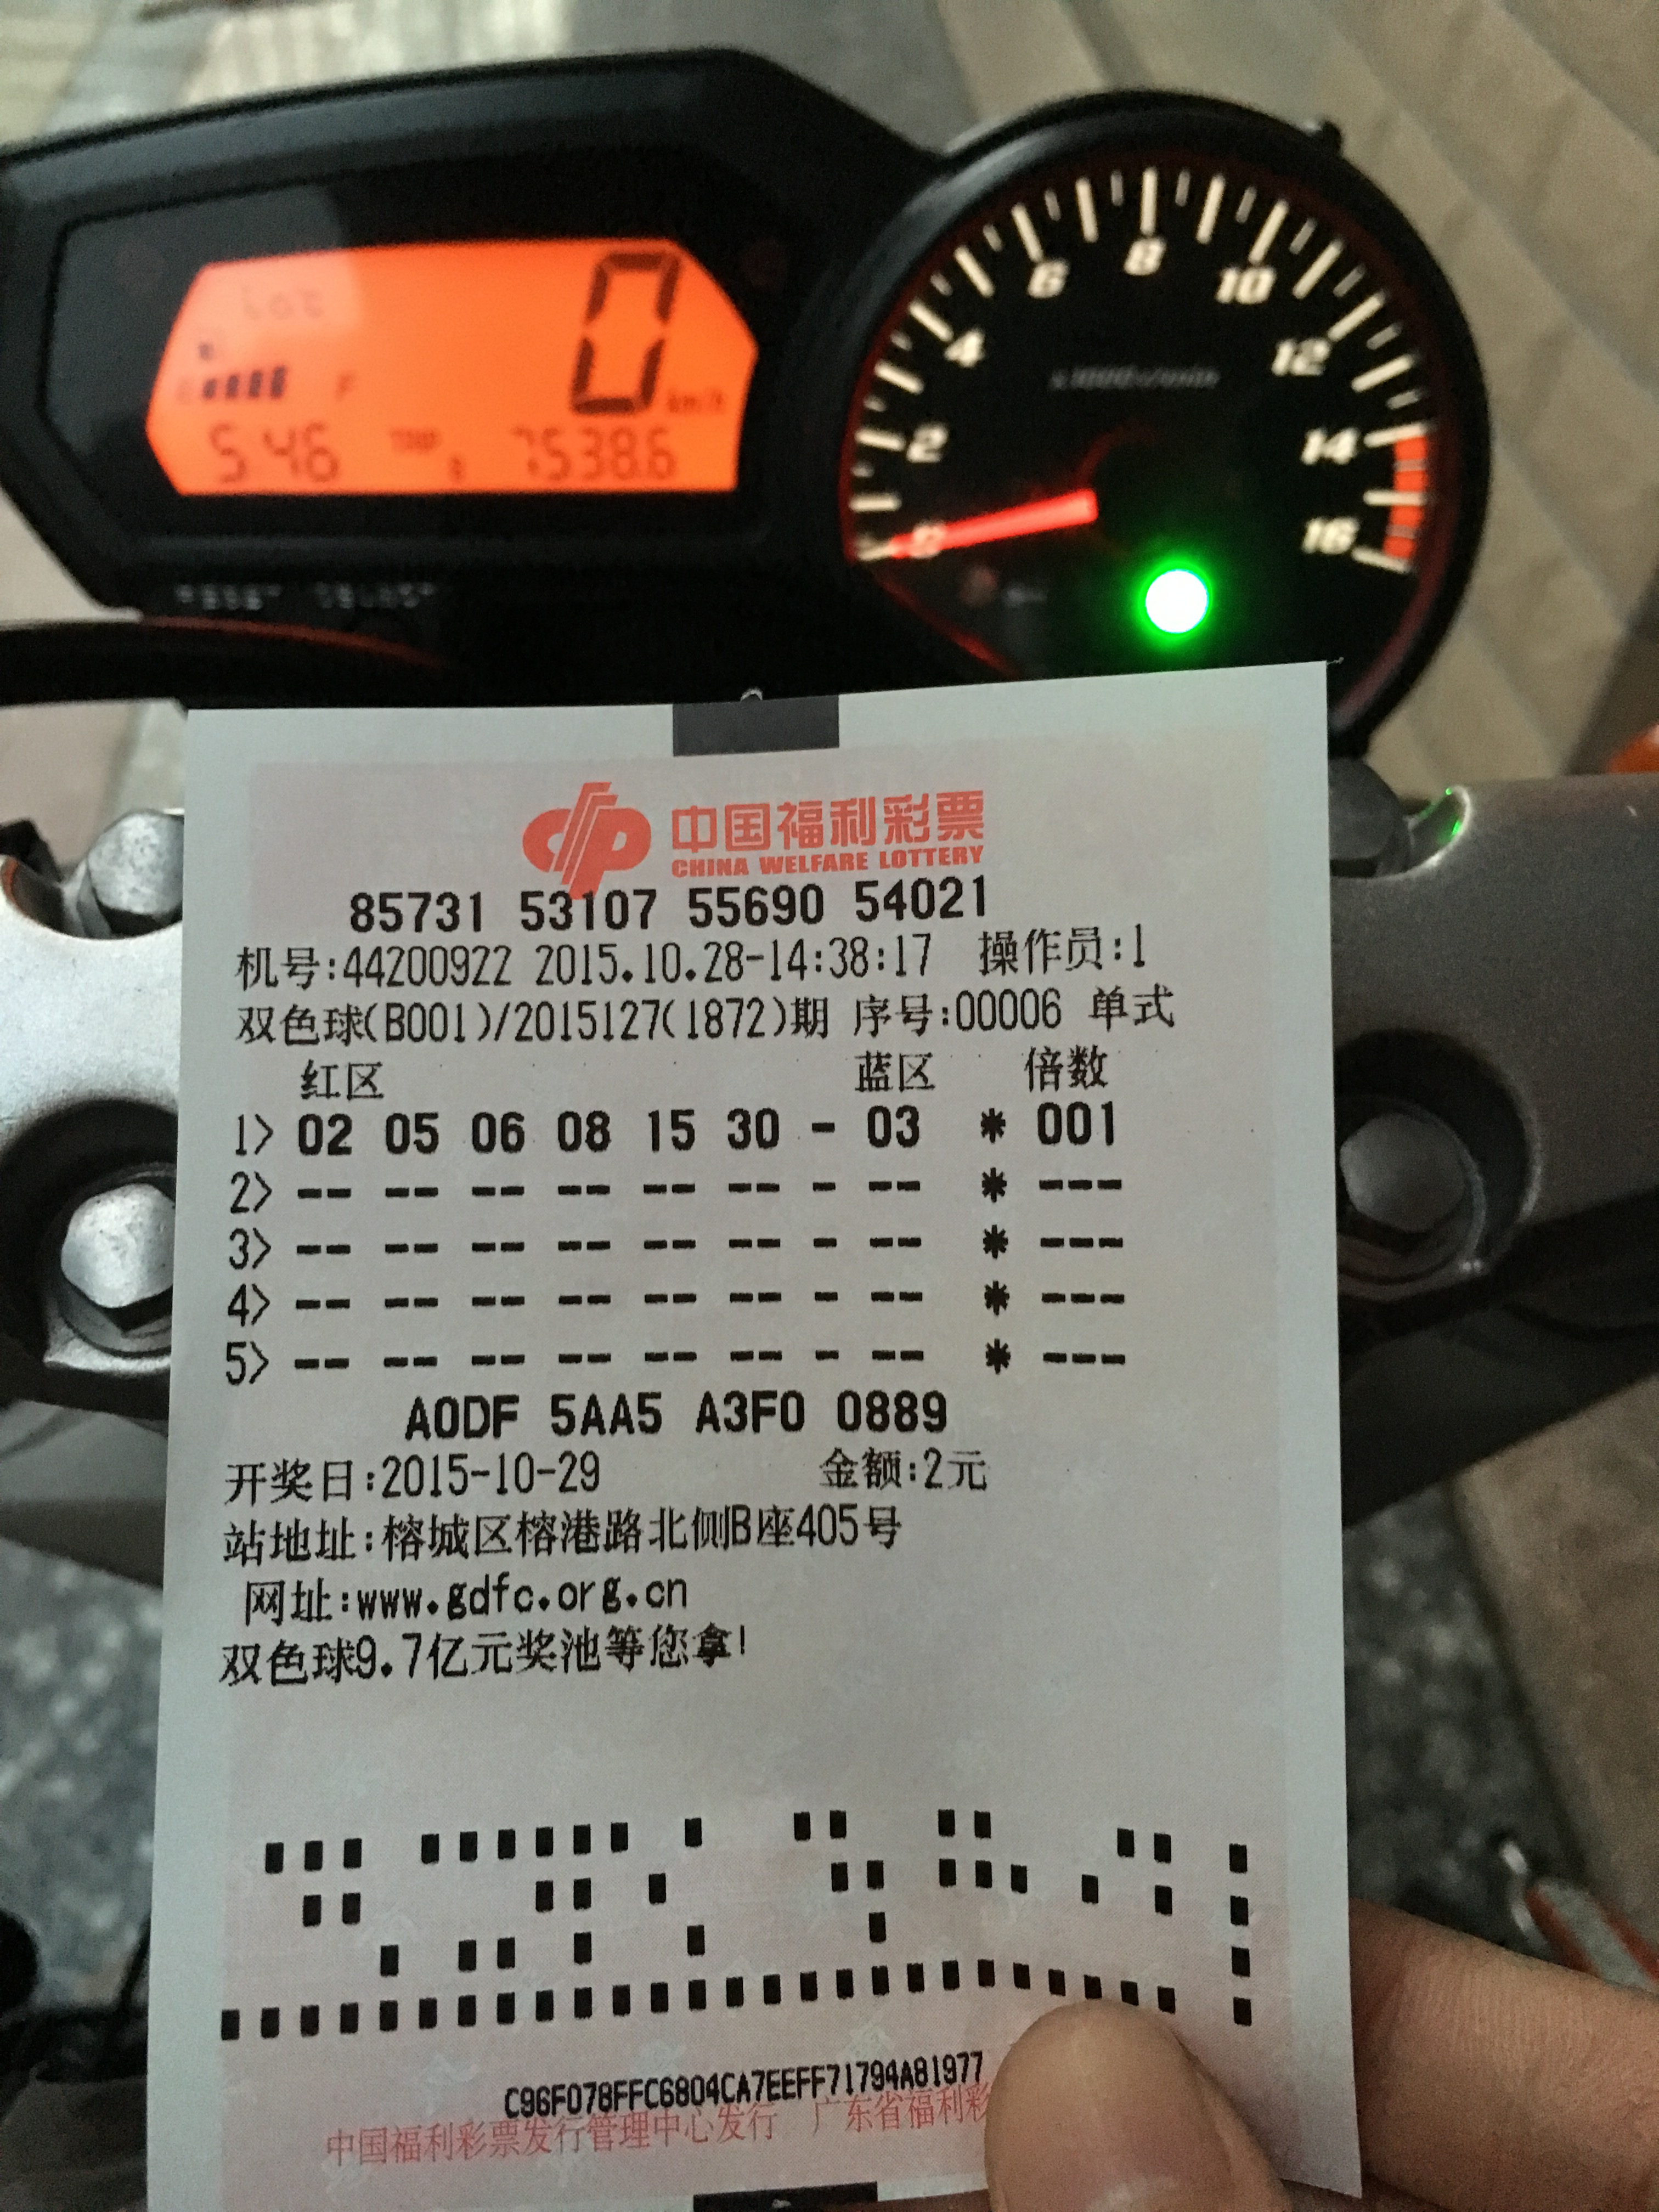 0
km/h
F
5:46 TRIP B 7538.6
0 2 4 6 8 10 12 14 16
x1000r/min
中国福利彩票
CHINA WELFARE LOTTERY
85731 53107 55690 54021
机号:44200922 2015.10.28-14:38:17 操作员:1
双色球(B001)/2015127(1872)期 序号:00006 单式
红区 蓝区 倍数
1> 02 05 06 08 15 30 - 03 * 001
2> -- -- -- -- -- -- - -- * ---
3> -- -- -- -- -- -- - -- * ---
4> -- -- -- -- -- -- - -- * ---
5> -- -- -- -- -- -- - -- * ---
A0DF 5AA5 A3F0 0889
开奖日:2015-10-29 金额:2元
站地址:榕城区榕港路北侧B座405号
网址:www.gdfc.org.cn
双色球9.7亿元奖池等您拿!
C96F078FFC6804CA7EEFF71794A81977
中国福利彩票发行管理中心发行 广东省福利彩